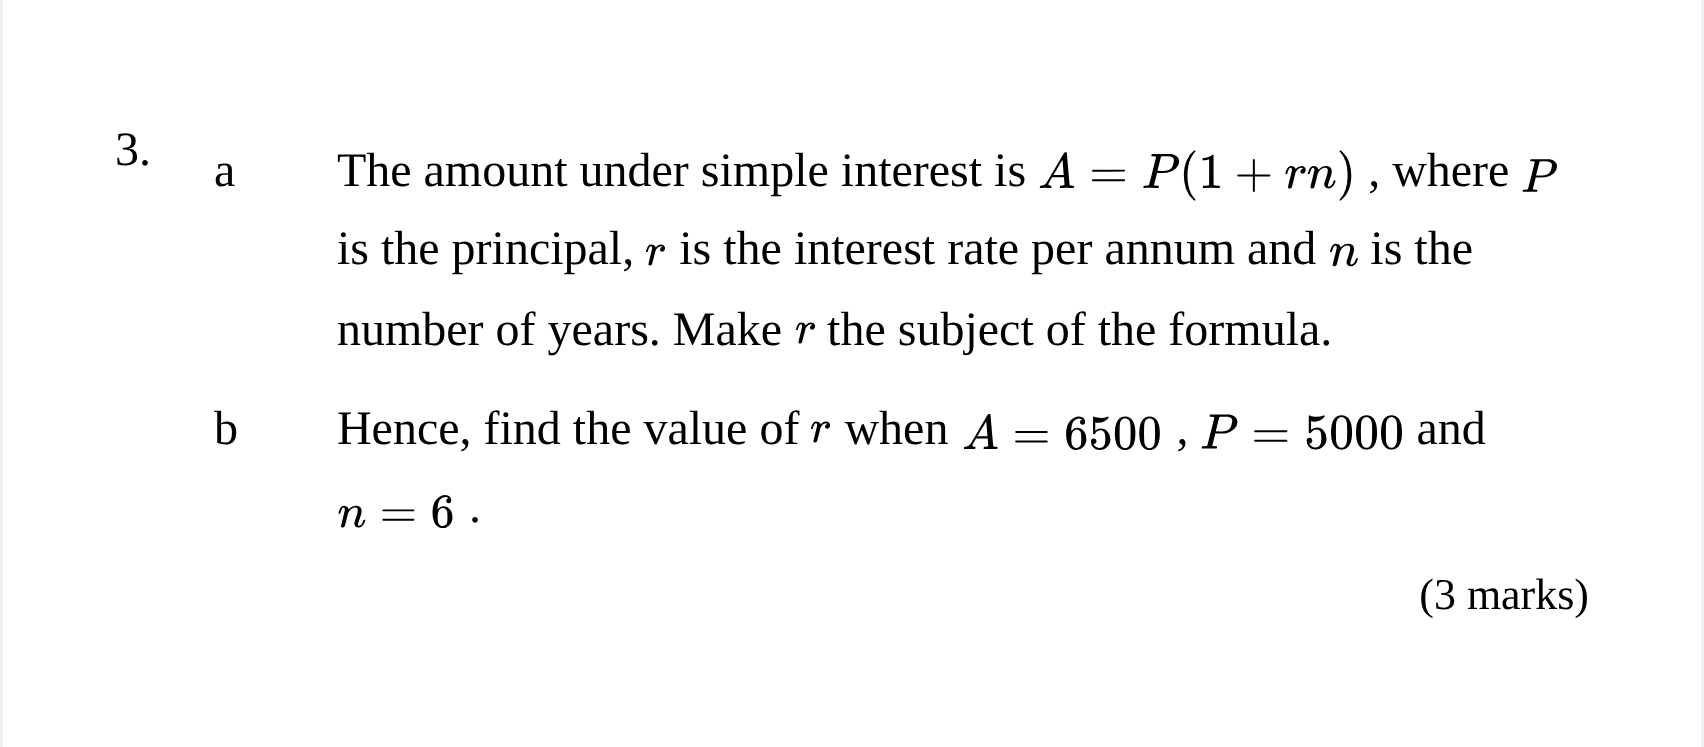 3. a The amount under simple interest is A = P(1 + rn) , where P
is the principal, r is the interest rate per annum and n is the
number of years. Make r the subject of the formula.
b Hence, find the value of r when A = 6500 , P = 5000 and
n = 6 .
(3 marks)